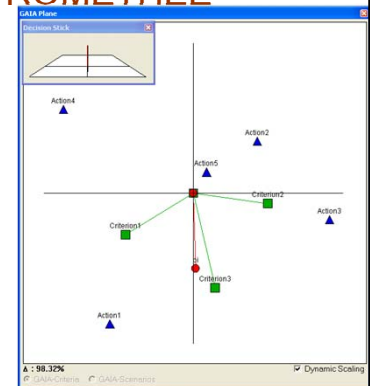 GAIA Plane
Decision Stick
Action4
Action2
Action5
Criterion2
Action3
Criterion1
Criterion3
Action1
Δ : 98.32%
Dynamic Scaling
GAIA-Criteria GAIA-Scenarios